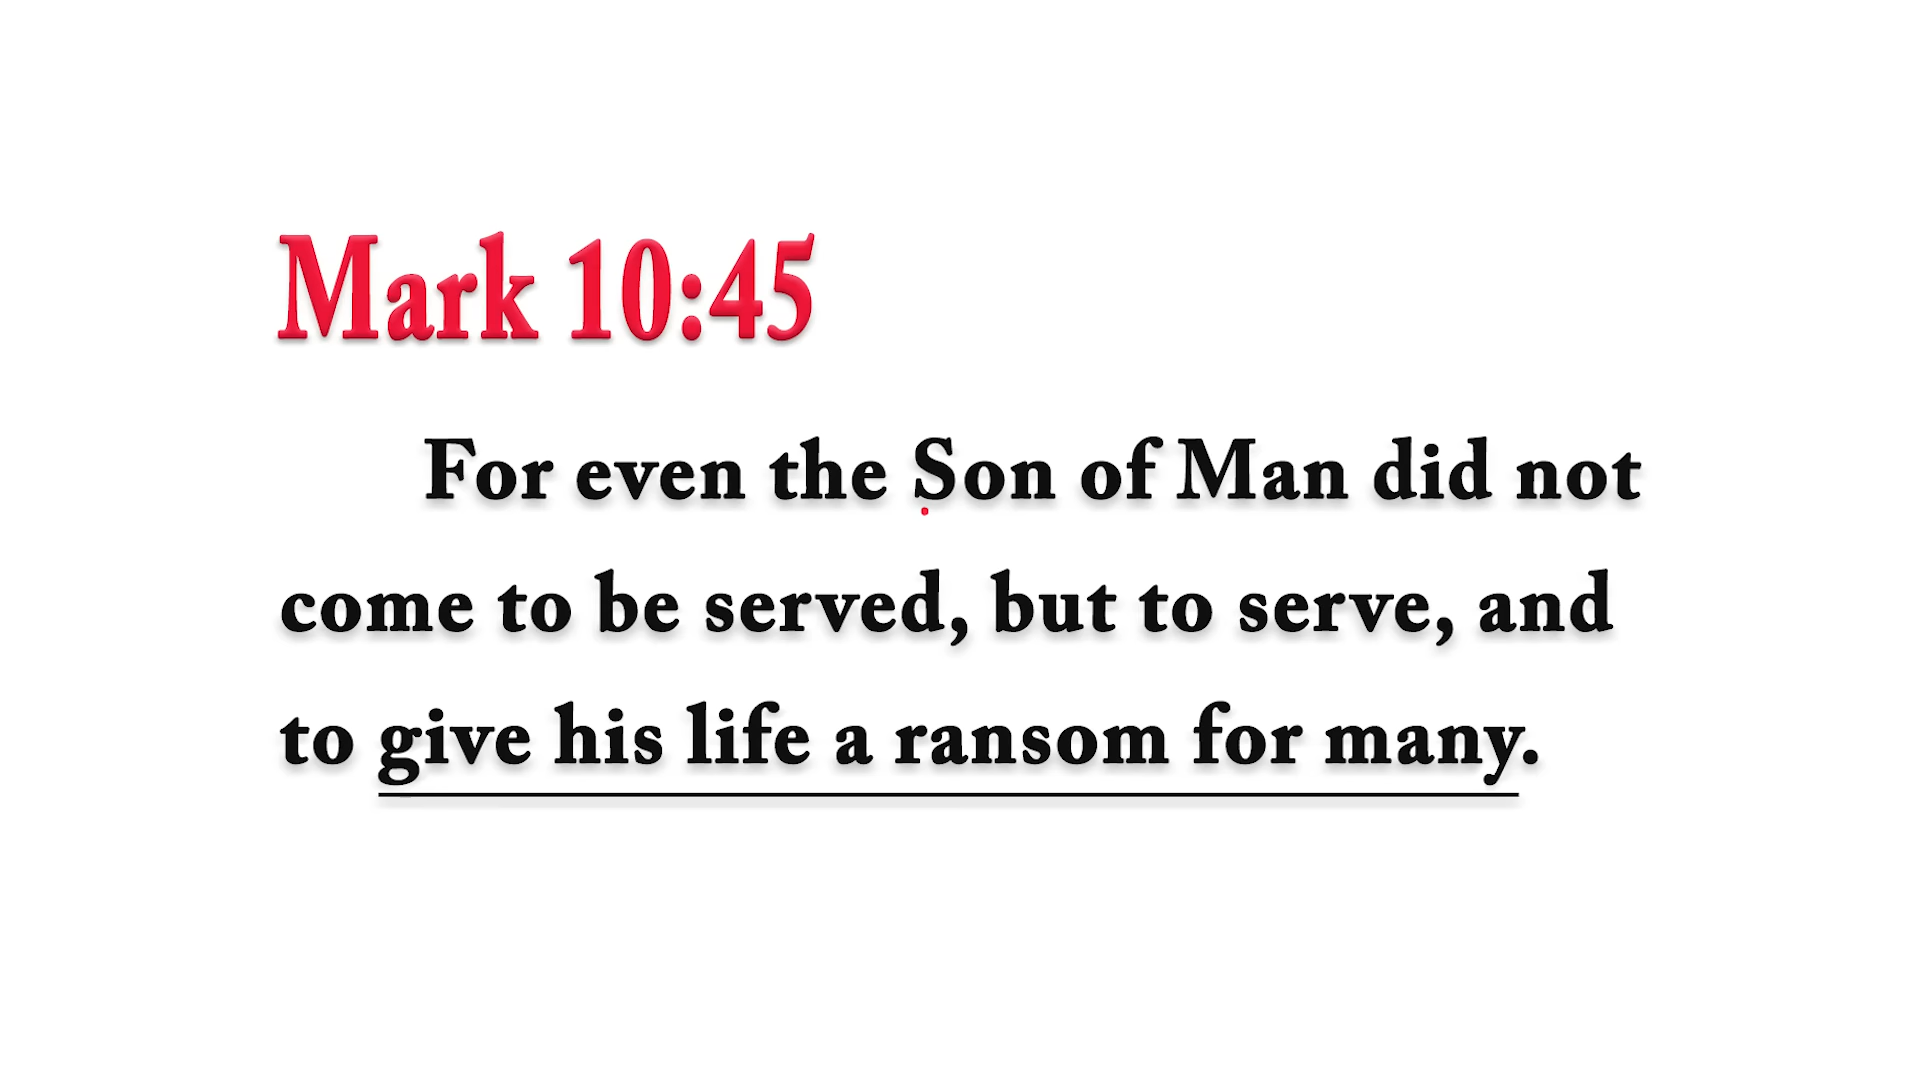 Mark 10:45
For even the Son of Man did not
come to be served, but to serve, and
to give his life a ransom for many.